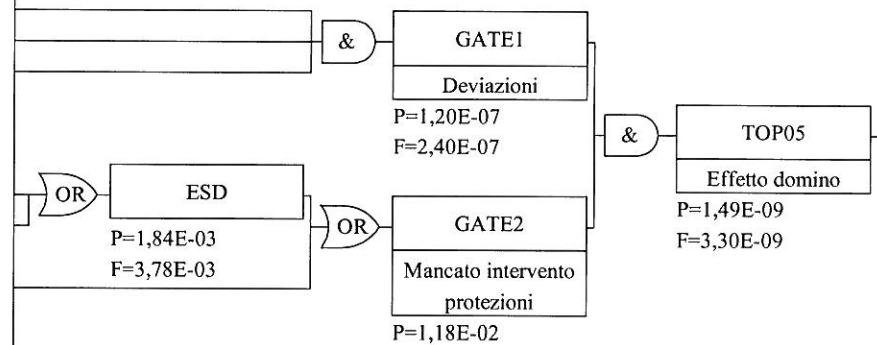 &
GATE1
Deviazioni
P=1,20E-07
F=2,40E-07
&
TOP05
Effetto domino
P=1,49E-09
F=3,30E-09
OR
ESD
P=1,84E-03
F=3,78E-03
OR
GATE2
Mancato intervento
protezioni
P=1,18E-02